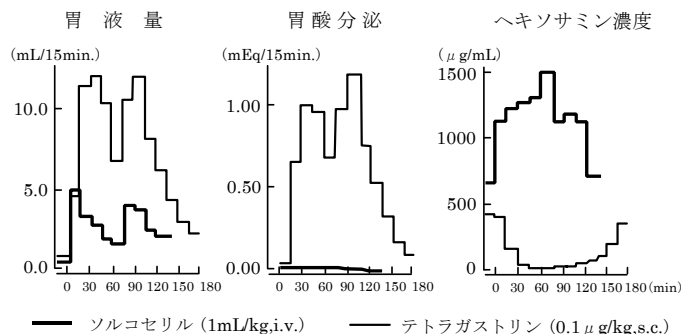 胃液量 胃酸分泌 ヘキソサミン濃度
(mL/15min.) (mEq/15min.) (μg/mL)
10.0 1.00 1500
1000
5.0 0.50 500
0.0 0.00 0
0 30 60 90 120 180 0 30 60 90 120 180 0 30 60 90 120 180 (min)
ソルコセリル (1mL/kg,i.v.) テトラガストリン (0.1μg/kg,s.c.)